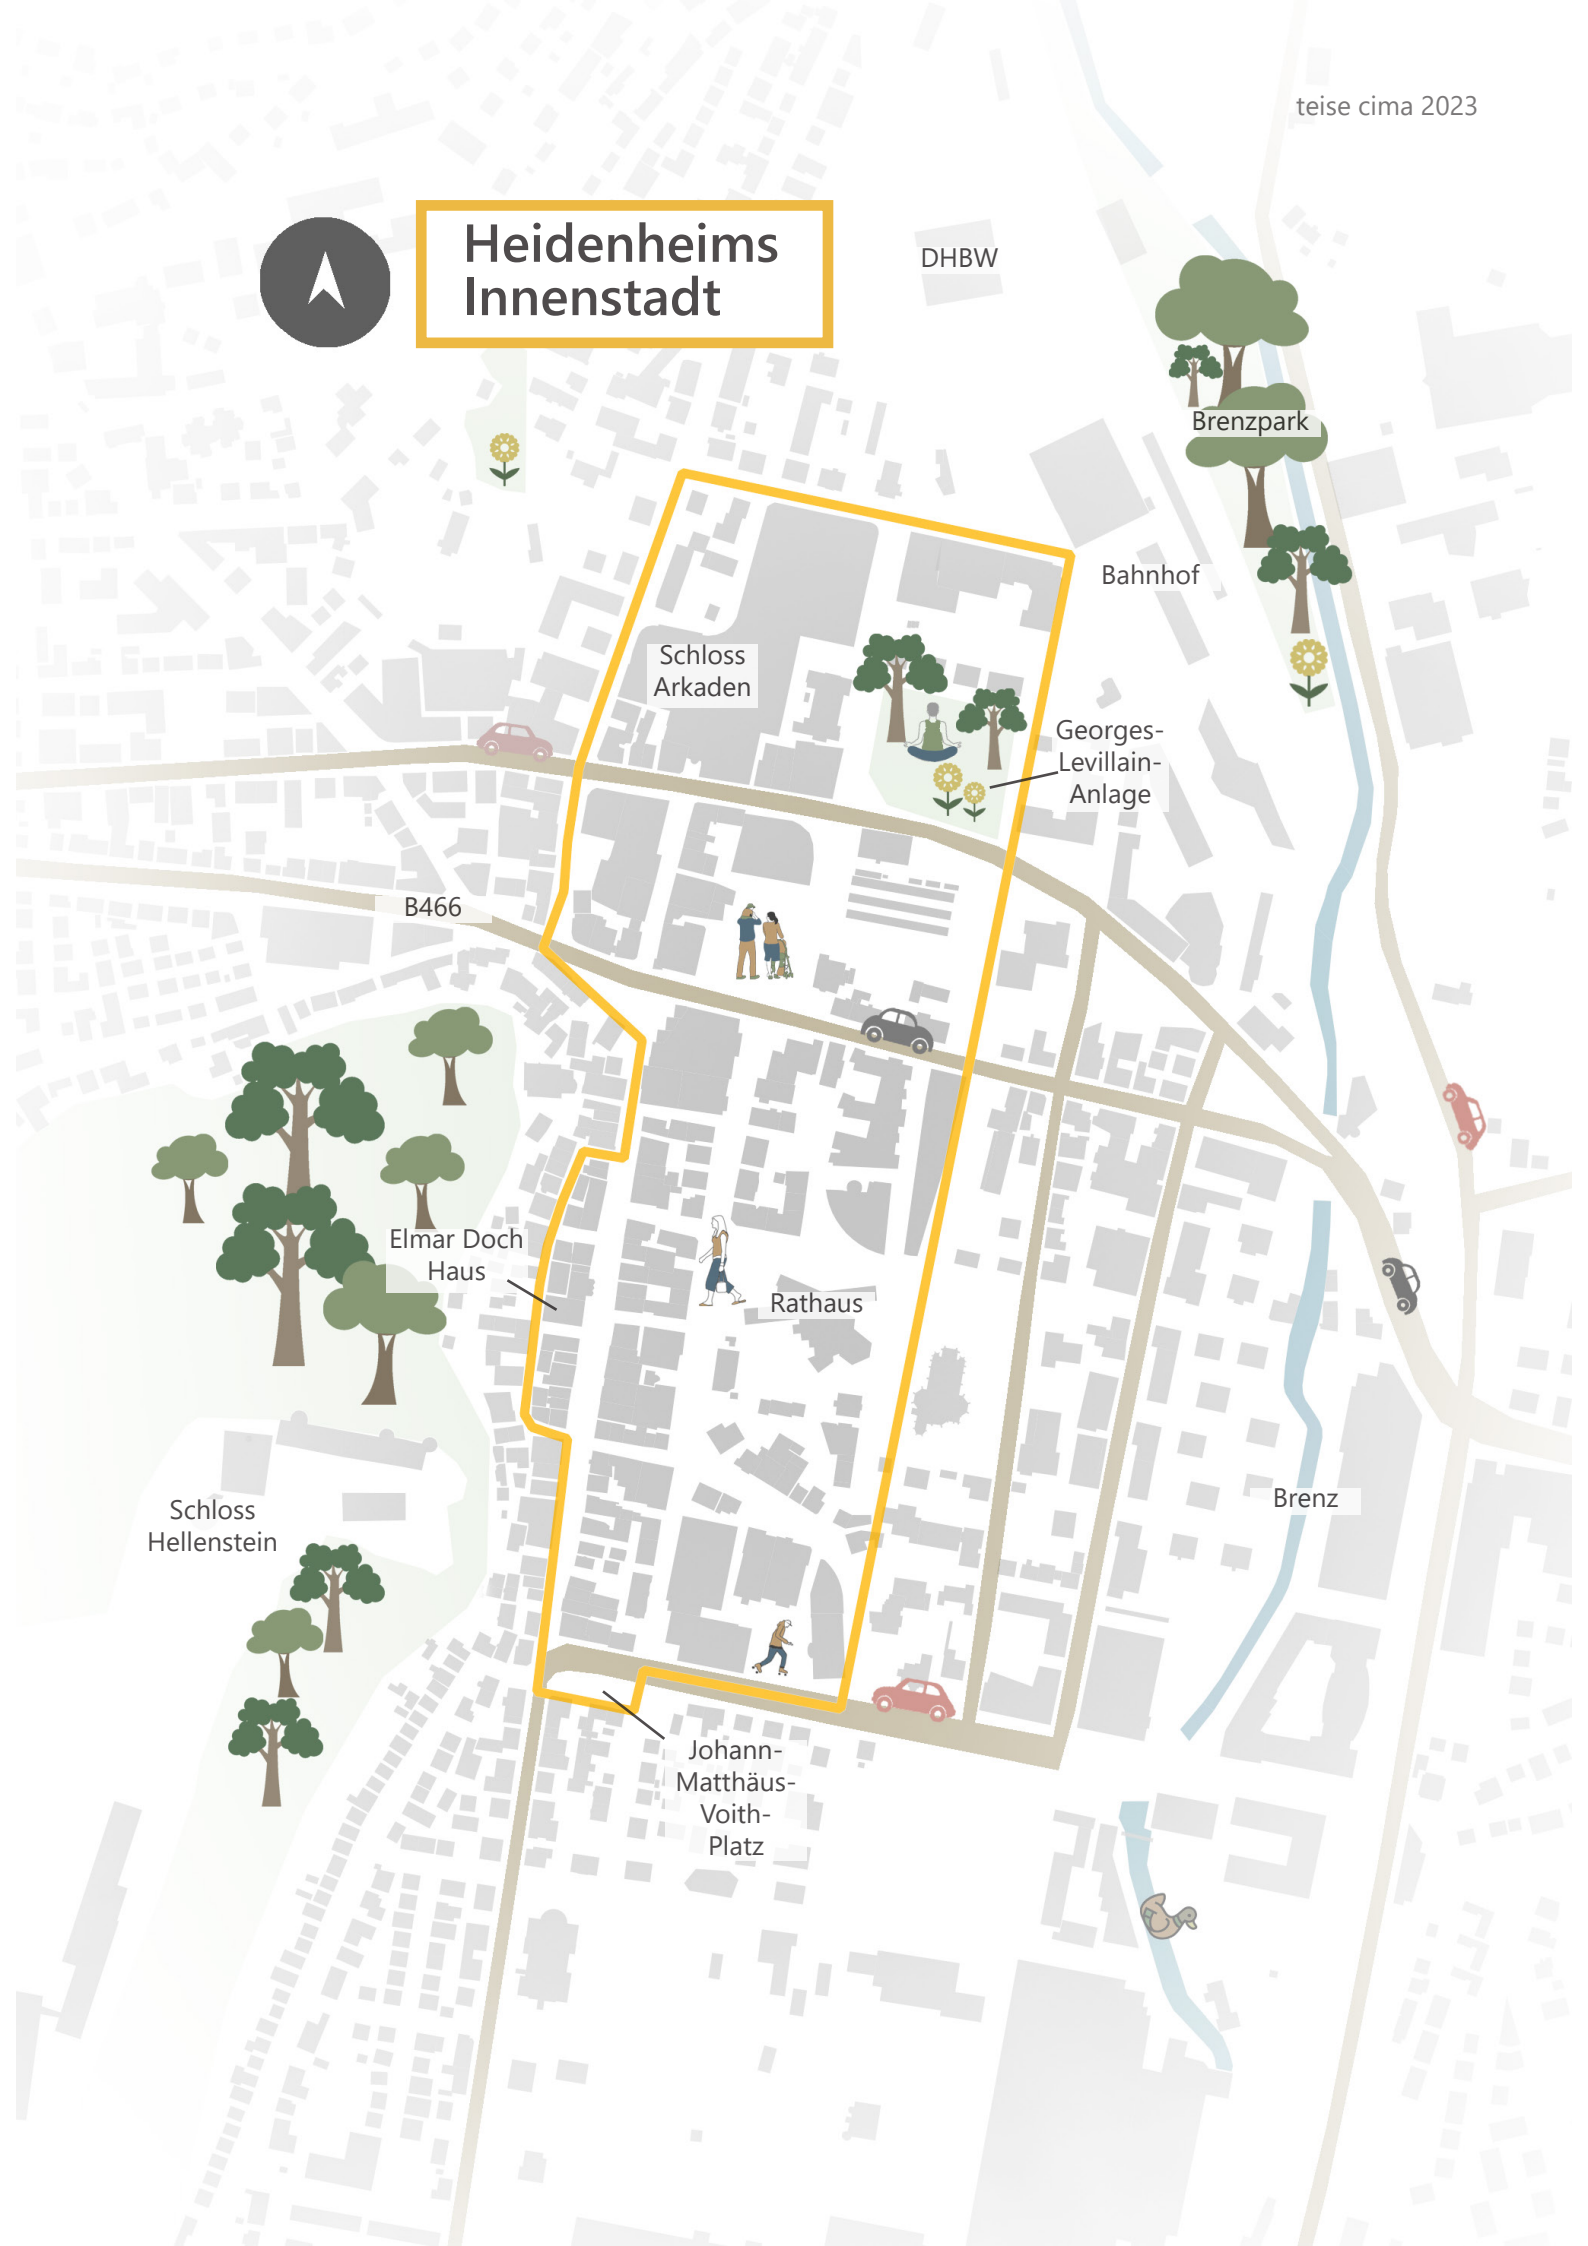 teise cima 2023
Heidenheims
Innenstadt
DHBW
Brenzpark
Bahnhof
Schloss
Arkaden
Georges-
Levillain-
Anlage
B466
Elmar Doch
Haus
Rathaus
Schloss
Hellenstein
Brenz
Johann-
Matthäus-
Voith-
Platz